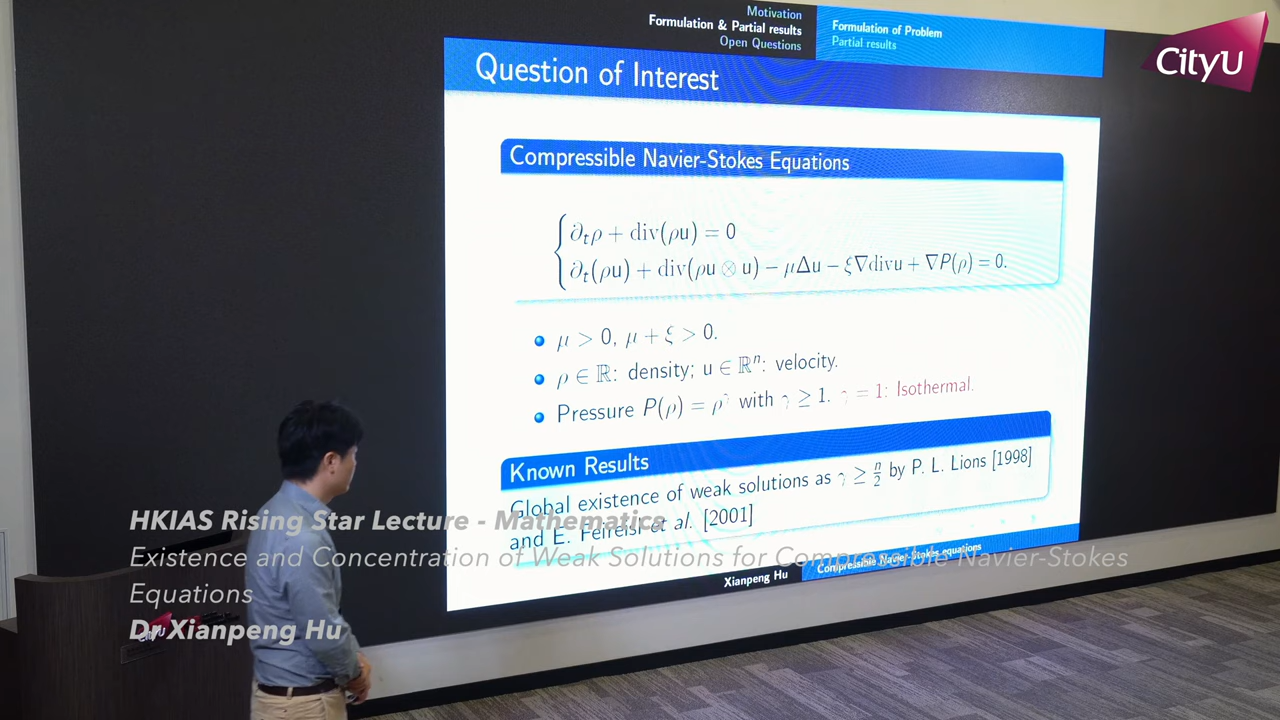 Motivation
Formulation & Partial results
Open Questions
Formulation of Problem
Partial results
CityU
Question of Interest
Compressible Navier-Stokes Equations
∂ₜρ + div(ρu) = 0
∂ₜ(ρu) + div(ρu ⊗ u) − μΔu − ξ∇divu + ∇P(ρ) = 0.
μ > 0, μ + ξ > 0.
ρ ∈ ℝ: density; u ∈ ℝⁿ: velocity.
Pressure P(ρ) = ρ^γ with γ ≥ 1. γ = 1: Isothermal.
Known Results
Global existence of weak solutions as γ ≥ n/2 by P. L. Lions [1998]
and E. Feireisl et al. [2001]
Xianpeng Hu
Compressible Navier-Stokes equations
HKIAS Rising Star Lecture - Mathematics
Existence and Concentration of Weak Solutions for Compressible Navier-Stokes
Equations
Dr Xianpeng Hu
CityU